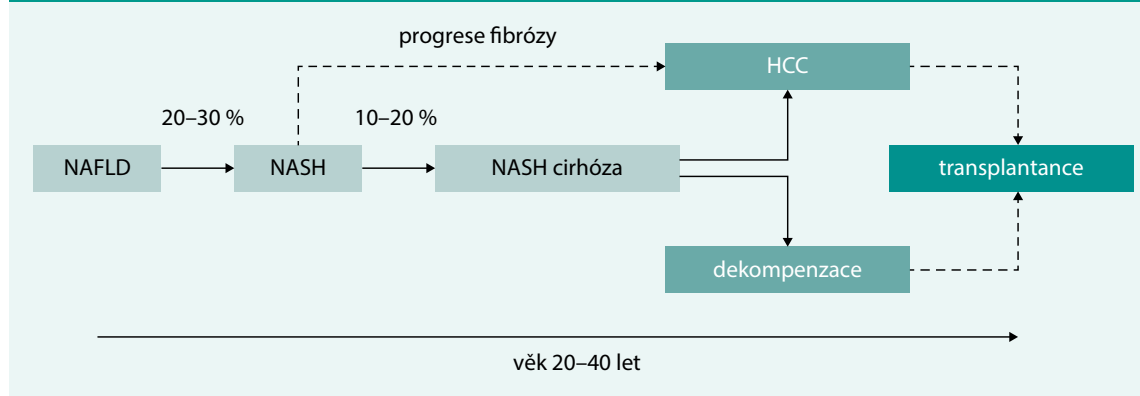 progrese fibrózy
HCC
20–30 %
10–20 %
NAFLD
NASH
NASH cirhóza
transplantance
dekompenzace
věk 20–40 let